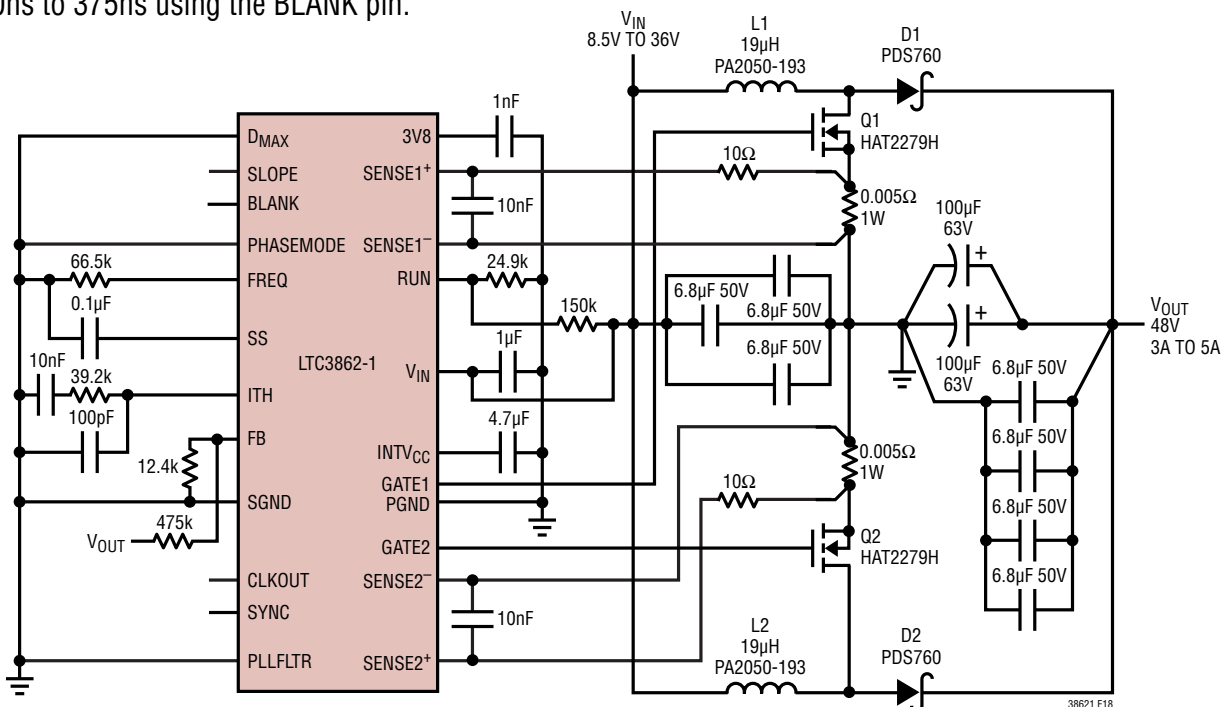 0ns to 375ns using the BLANK pin.
VIN
8.5V TO 36V
L1
19µH
PA2050-193
D1
PDS760
1nF
DMAX
3V8
Q1
HAT2279H
SLOPE
SENSE1+
10Ω
BLANK
10nF
0.005Ω
1W
100µF
63V
PHASEMODE
SENSE1–
66.5k
24.9k
FREQ
RUN
6.8µF 50V
6.8µF 50V
+
0.1µF
150k
VOUT
48V
3A TO 5A
+
SS
1µF
6.8µF 50V
10nF
LTC3862-1
VIN
100µF
63V
6.8µF 50V
39.2k
ITH
100pF
4.7µF
FB
6.8µF 50V
12.4k
INTVCC
0.005Ω
1W
GATE1
10Ω
SGND
PGND
6.8µF 50V
475k
VOUT
GATE2
Q2
HAT2279H
CLKOUT
SENSE2–
6.8µF 50V
SYNC
10nF
L2
19µH
PA2050-193
D2
PDS760
PLLFLTR
SENSE2+
38621 F18